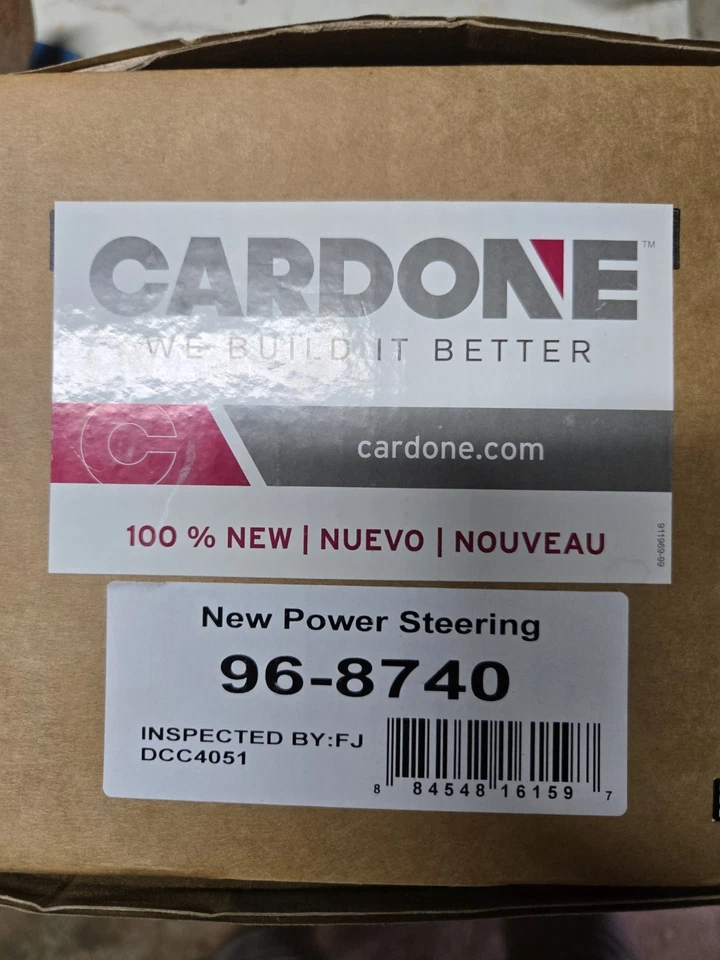 CARDONE™
WE BUILD IT BETTER
cardone.com
100 % NEW | NUEVO | NOUVEAU
911969-99
New Power Steering
96-8740
INSPECTED BY:FJ
DCC4051
8 84548 16159 7